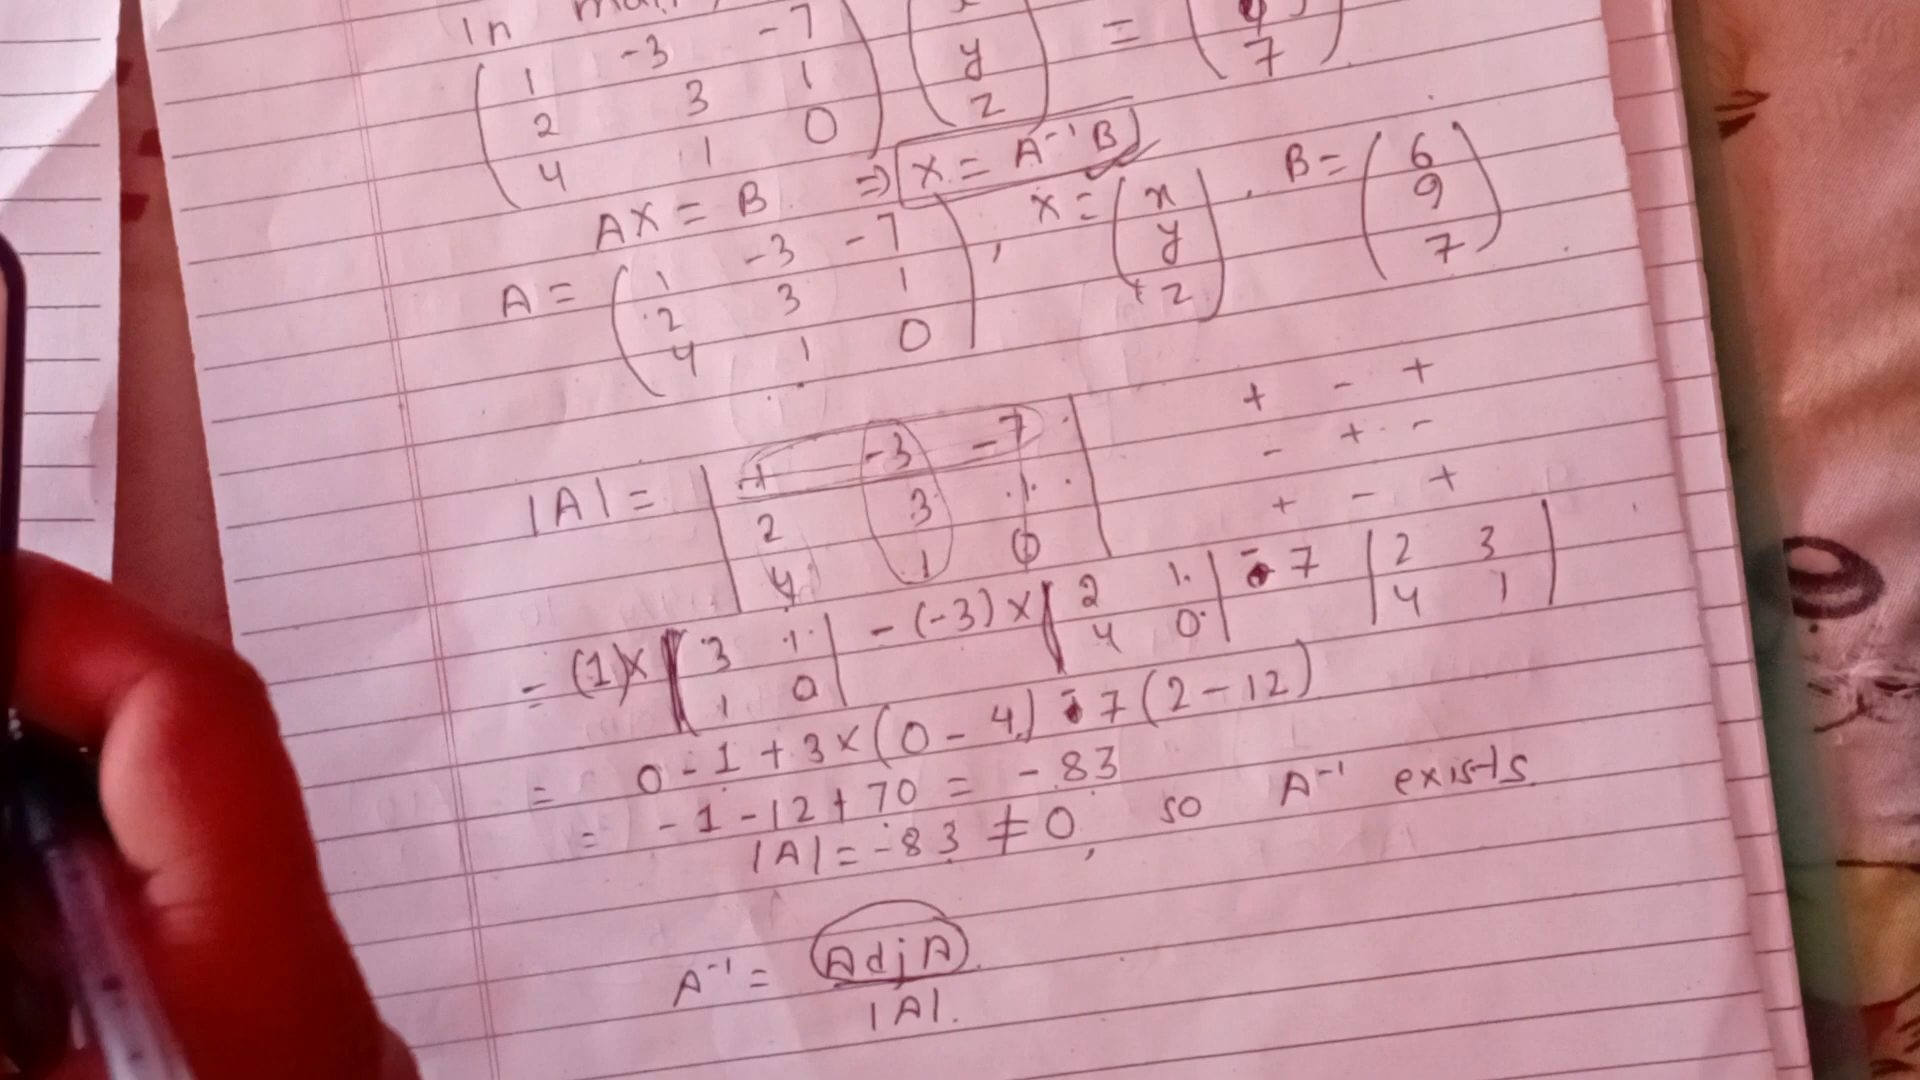 In
( 1 -3 -7 ) ( ) = ( )
( 2 3 1 ) ( y ) ( 7 )
( 4 1 0 ) ( z )
AX = B ⇒ X = A⁻¹B
A = ( 1 -3 -7 ) , X = ( x ) , B = ( 6 )
( 2 3 1 ) ( y ) ( 9 )
( 4 1 0 ) ( z ) ( 7 )
+ - +
- + -
+ - +
|A| = | 1 -3 -7 |
| 2 3 1 |
| 4 1 0 |
= (1)× | 3 1 | - (-3) × | 2 1 | - 7 | 2 3 |
| 1 0 | | 4 0 | | 4 1 |
= 0 - 1 + 3 × (0 - 4) - 7 (2 - 12)
= - 1 - 12 + 70 = - 83
|A| = - 83 ≠ 0, so A⁻¹ exists.
A⁻¹ = Adj A
|A|.